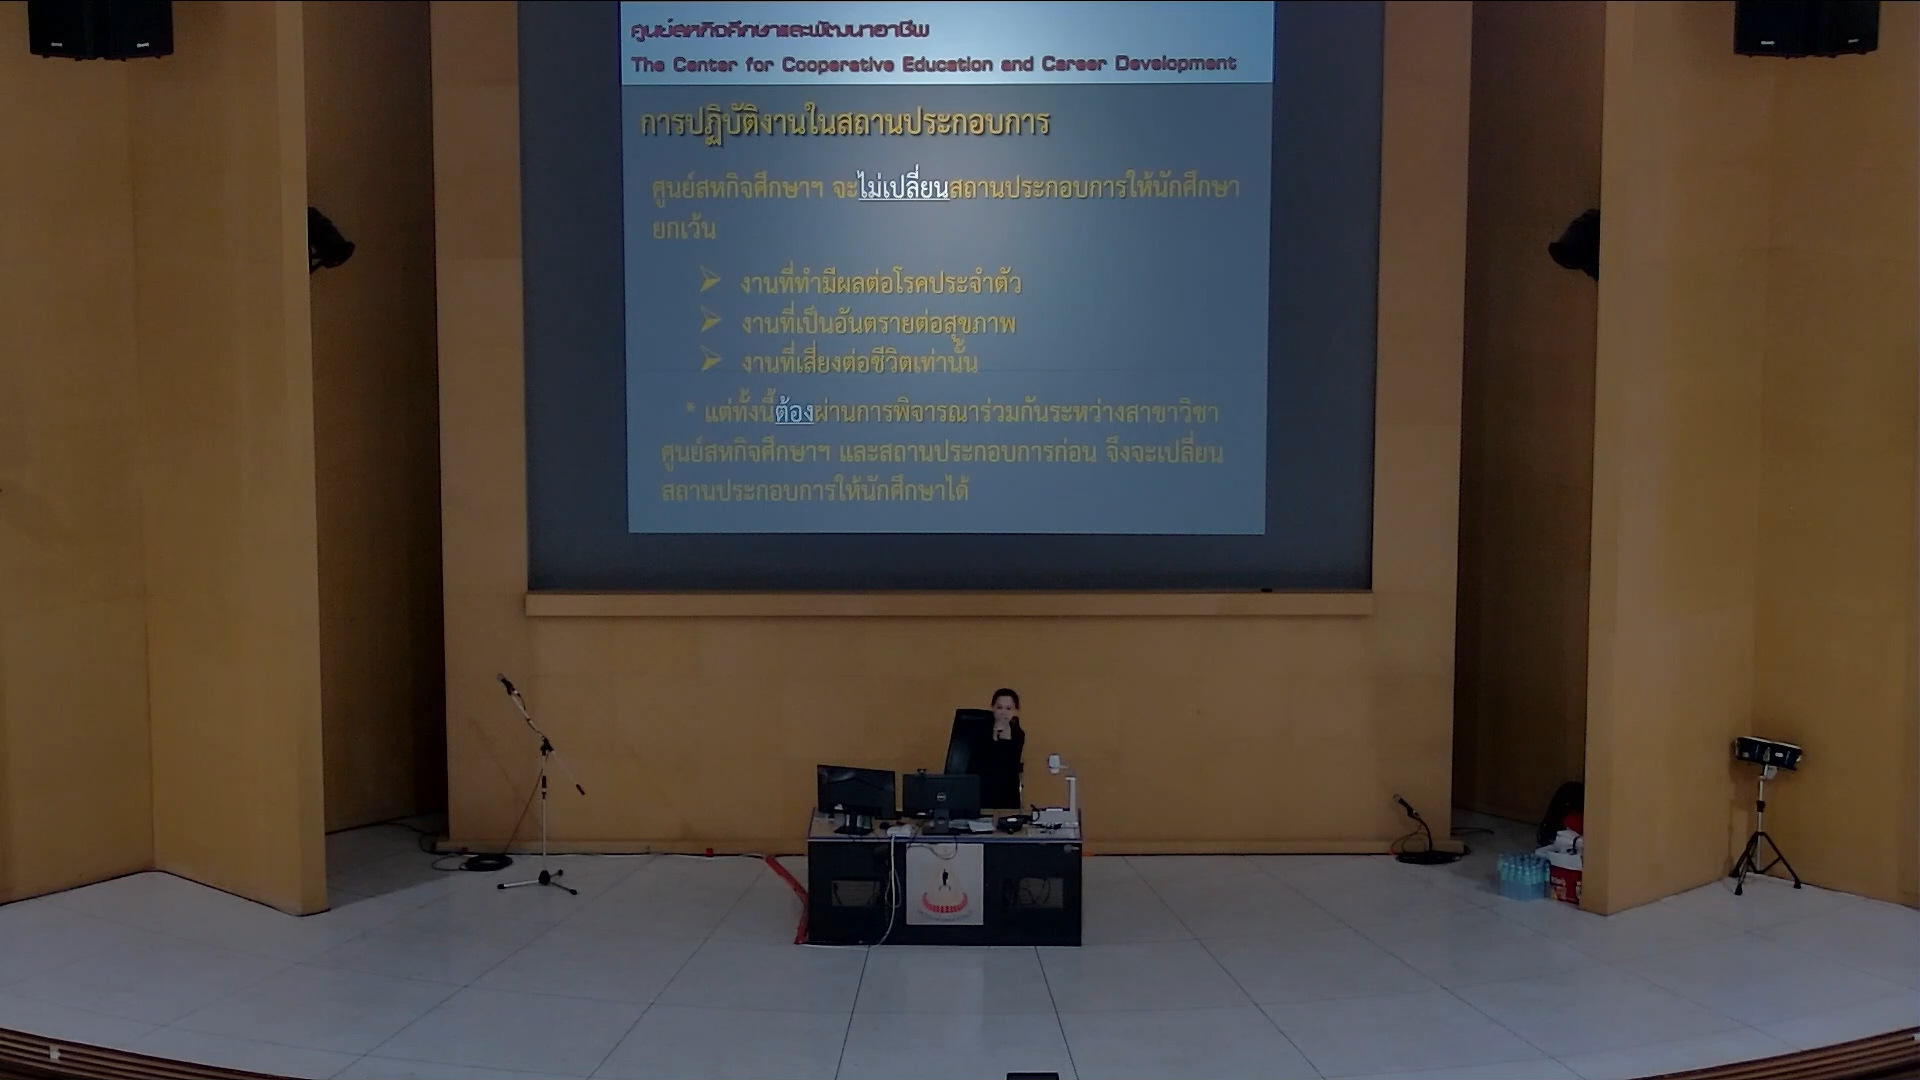 ศูนย์สหกิจศึกษาและพัฒนาอาชีพ
The Center for Cooperative Education and Career Development
การปฏิบัติงานในสถานประกอบการ
ศูนย์สหกิจศึกษาฯ จะไม่เปลี่ยนสถานประกอบการให้นักศึกษา
ยกเว้น
➢ งานที่ทำมีผลต่อโรคประจำตัว
➢ งานที่เป็นอันตรายต่อสุขภาพ
➢ งานที่เสี่ยงต่อชีวิตเท่านั้น
* แต่ทั้งนี้ต้องผ่านการพิจารณาร่วมกันระหว่างสาขาวิชา
ศูนย์สหกิจศึกษาฯ และสถานประกอบการก่อน จึงจะเปลี่ยน
สถานประกอบการให้นักศึกษาได้